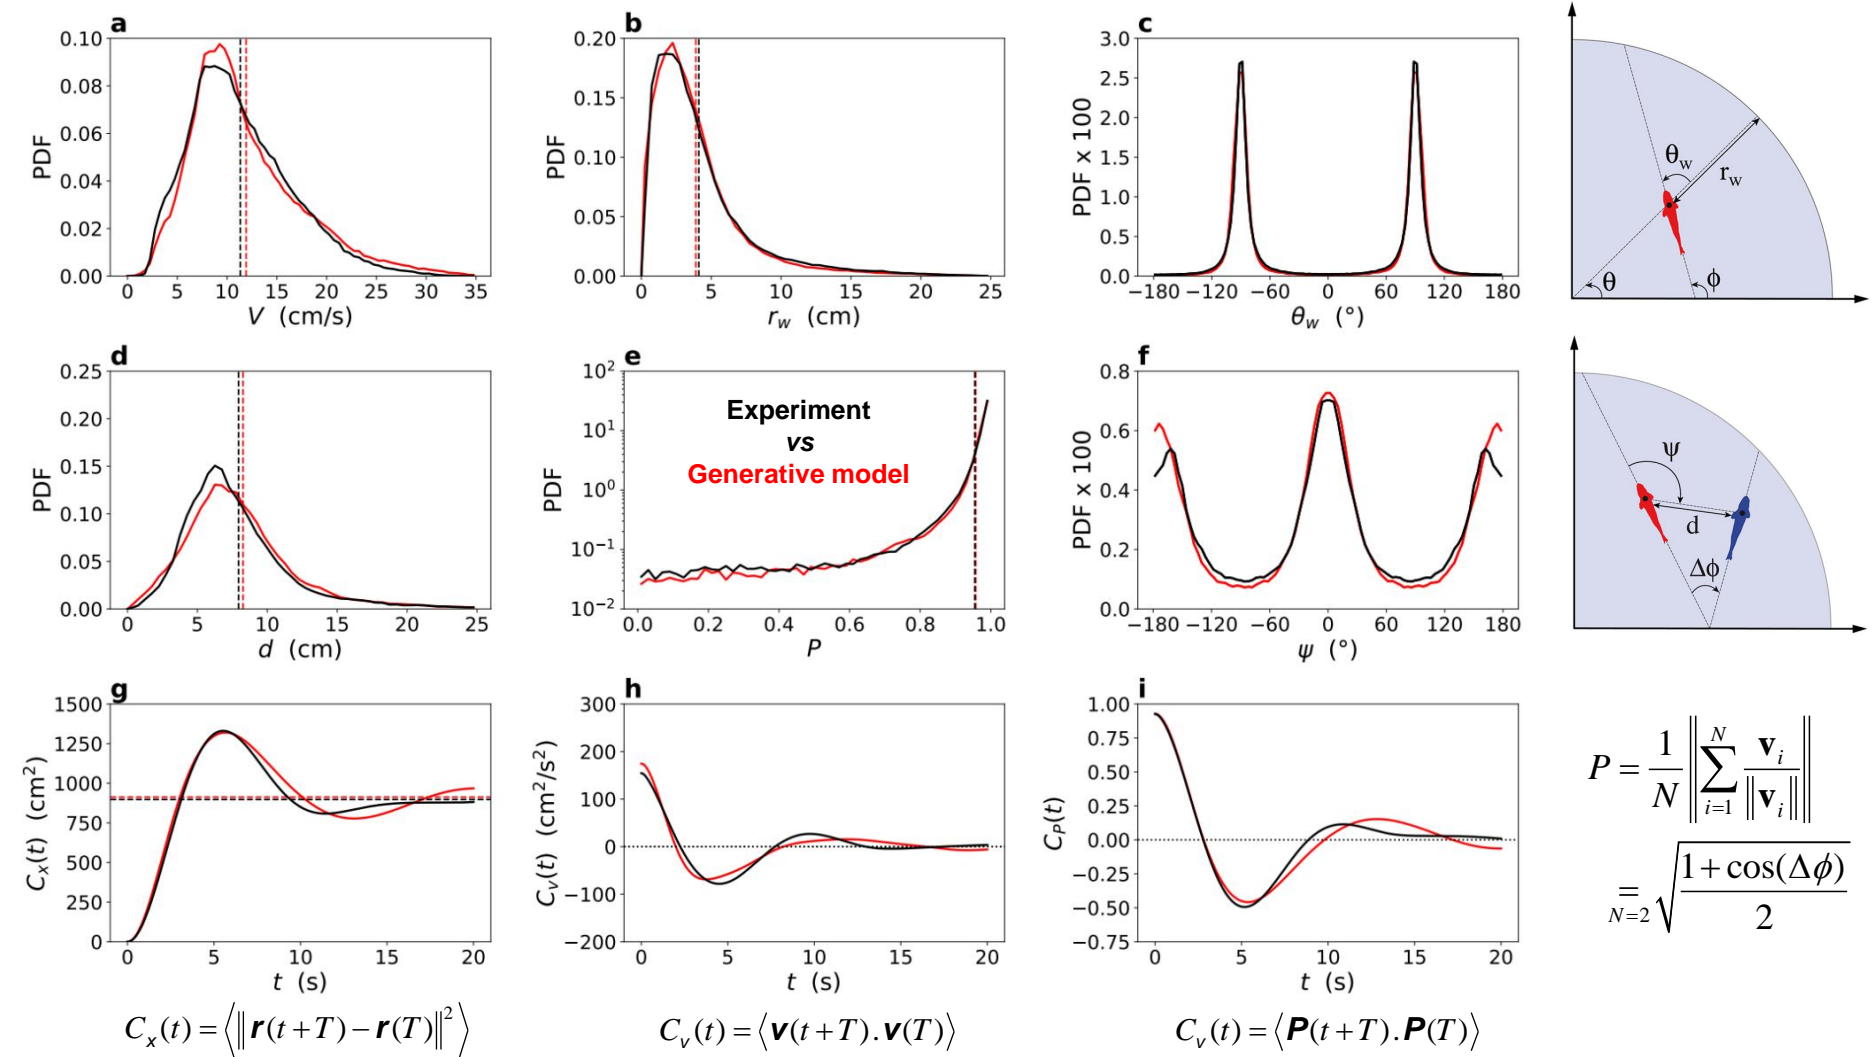 a
PDF
0.10
0.08
0.06
0.04
0.02
0.00
0 5 10 15 20 25 30 35
V (cm/s)
b
PDF
0.20
0.15
0.10
0.05
0.00
0 5 10 15 20 25
r_w (cm)
c
PDF x 100
3.0
2.5
2.0
1.5
1.0
0.5
0.0
−180 −120 −60 0 60 120 180
θ_w (°)
θ_w
r_w
θ
ϕ
d
PDF
0.25
0.20
0.15
0.10
0.05
0.00
0 5 10 15 20 25
d (cm)
e
PDF
10^2
10^1
10^0
10^−1
10^−2
Experiment
vs
Generative model
0.0 0.2 0.4 0.6 0.8 1.0
P
f
PDF x 100
0.8
0.6
0.4
0.2
0.0
−180 −120 −60 0 60 120 180
ψ (°)
ψ
d
Δϕ
g
C_x(t) (cm^2)
1500
1250
1000
750
500
250
0
0 5 10 15 20
t (s)
h
C_v(t) (cm^2/s^2)
300
200
100
0
−100
−200
0 5 10 15 20
t (s)
i
C_P(t)
1.00
0.75
0.50
0.25
0.00
−0.25
−0.50
−0.75
0 5 10 15 20
t (s)
P = 1/N ‖∑_{i=1}^{N} v_i/‖v_i‖‖
=_{N=2} √((1+cos(Δϕ))/2)
C_x(t) = ⟨‖r(t+T) − r(T)‖^2⟩
C_v(t) = ⟨v(t+T).v(T)⟩
C_v(t) = ⟨P(t+T).P(T)⟩